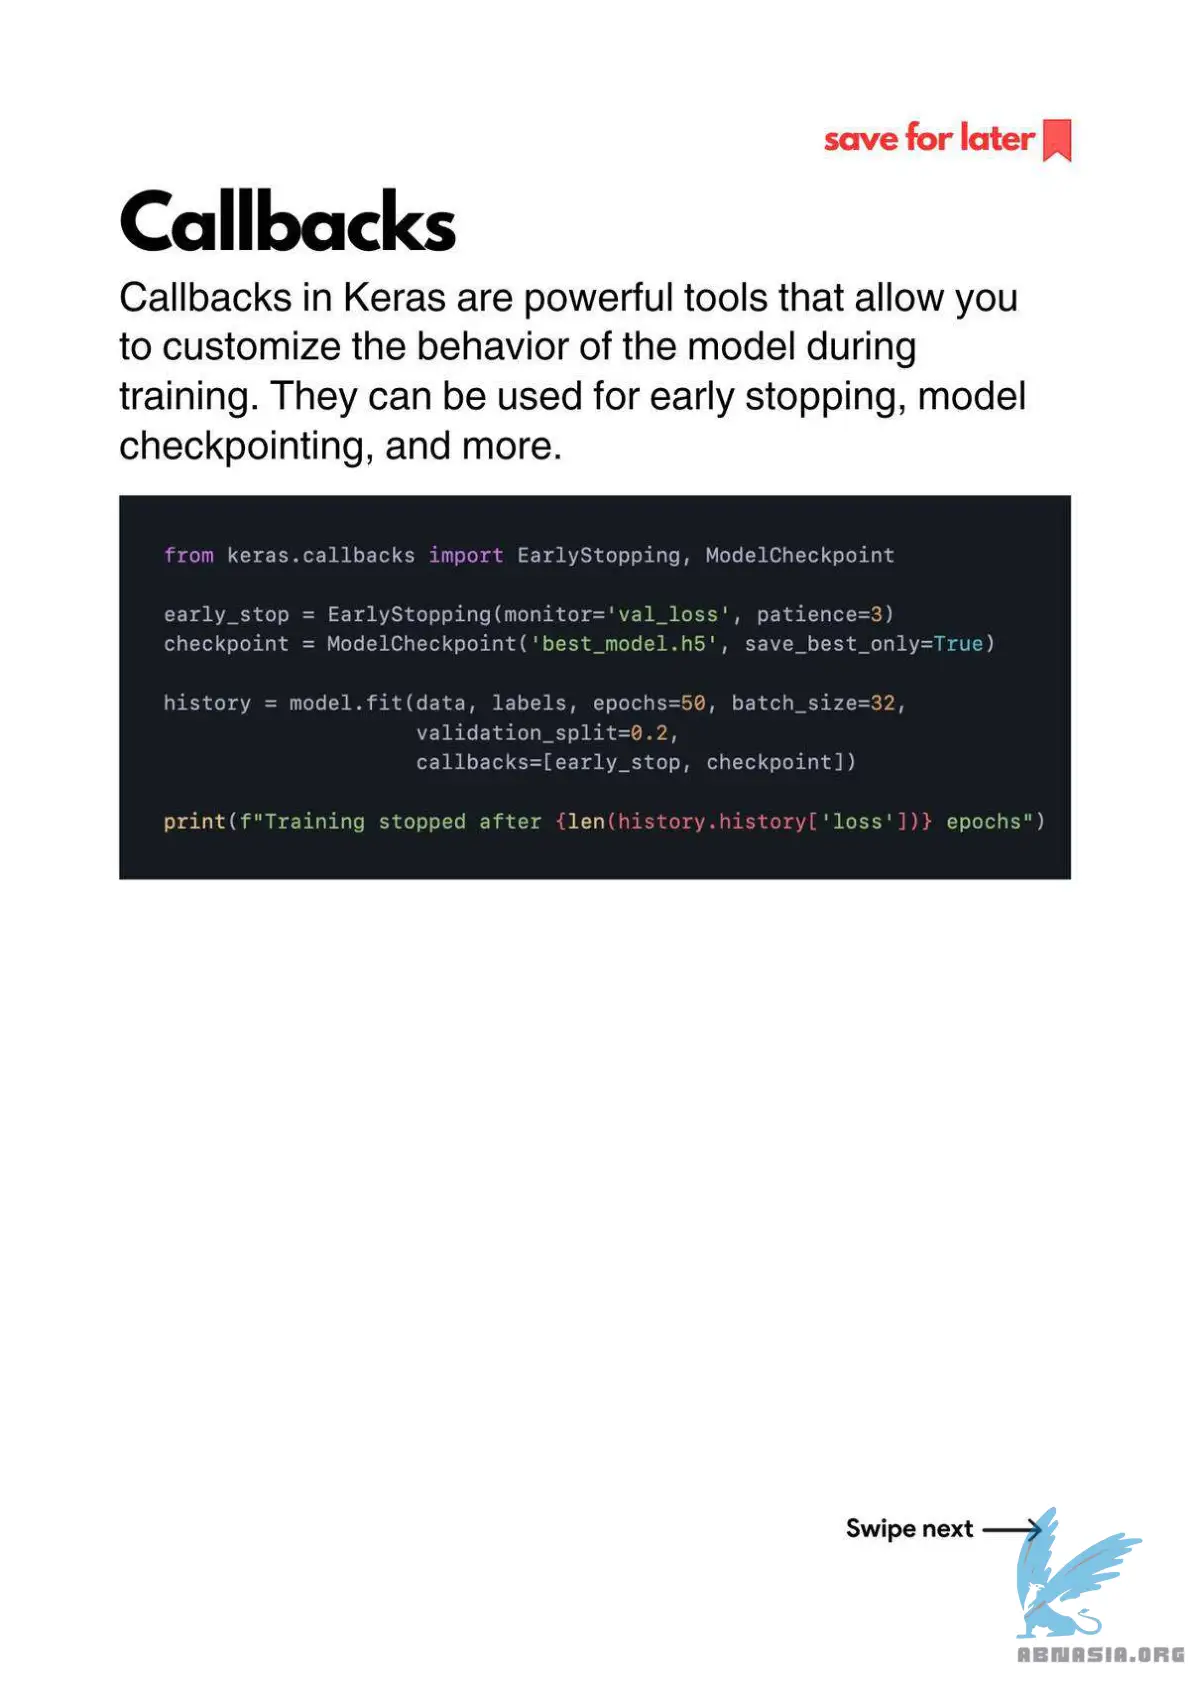 save for later
Callbacks
Callbacks in Keras are powerful tools that allow you
to customize the behavior of the model during
training. They can be used for early stopping, model
checkpointing, and more.
from keras.callbacks import EarlyStopping, ModelCheckpoint
early_stop = EarlyStopping(monitor='val_loss', patience=3)
checkpoint = ModelCheckpoint('best_model.h5', save_best_only=True)
history = model.fit(data, labels, epochs=50, batch_size=32,
validation_split=0.2,
callbacks=[early_stop, checkpoint])
print(f"Training stopped after {len(history.history['loss'])} epochs")
Swipe next
ABNASIA.ORG